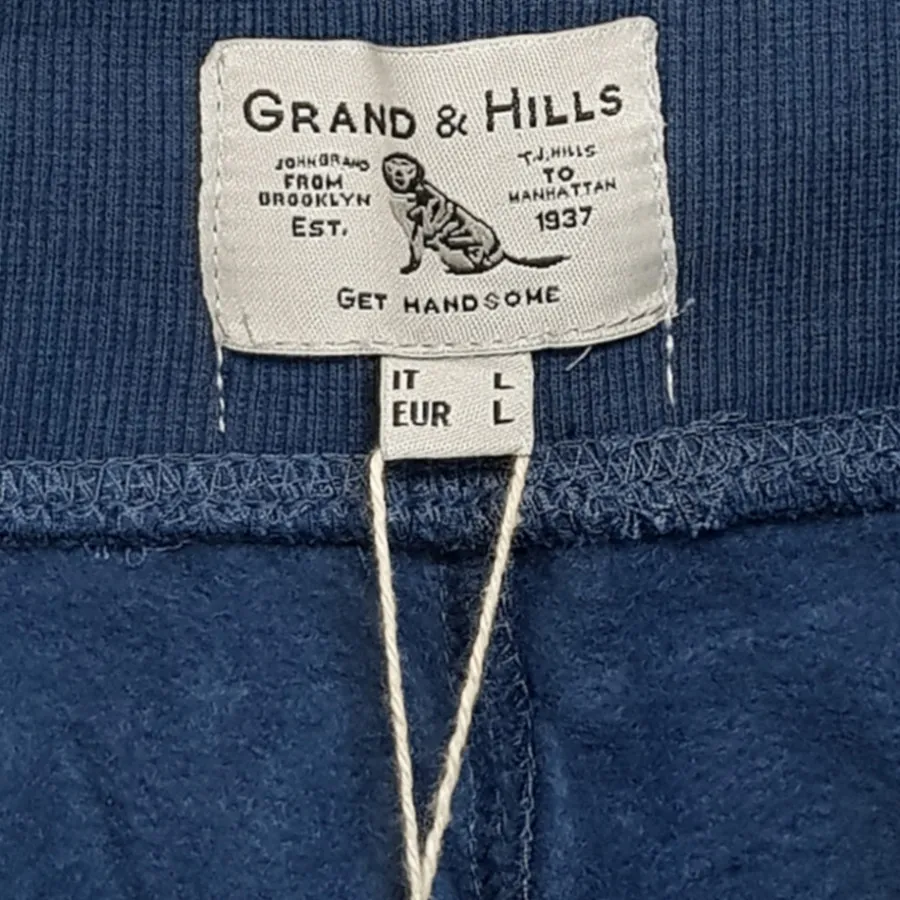 GRAND & HILLS
JOHN GRAND
FROM
BROOKLYN
EST.
T.J. HILLS
TO
MANHATTAN
1937
GET HANDSOME
IT L
EUR L